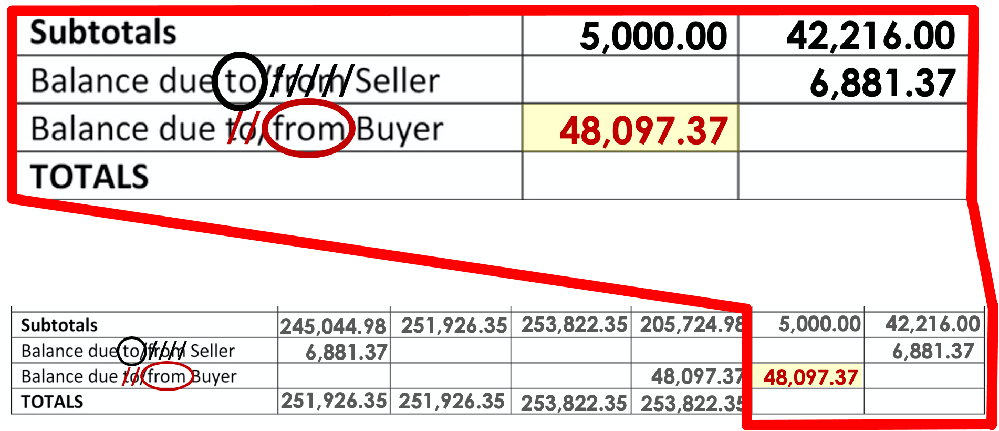 Subtotals 5,000.00 42,216.00
Balance due to/from Seller 6,881.37
Balance due to/from Buyer 48,097.37
TOTALS
Subtotals 245,044.98 251,926.35 253,822.35 205,724.98 5,000.00 42,216.00
Balance due to/from Seller 6,881.37 6,881.37
Balance due to/from Buyer 48,097.37 48,097.37
TOTALS 251,926.35 251,926.35 253,822.35 253,822.35